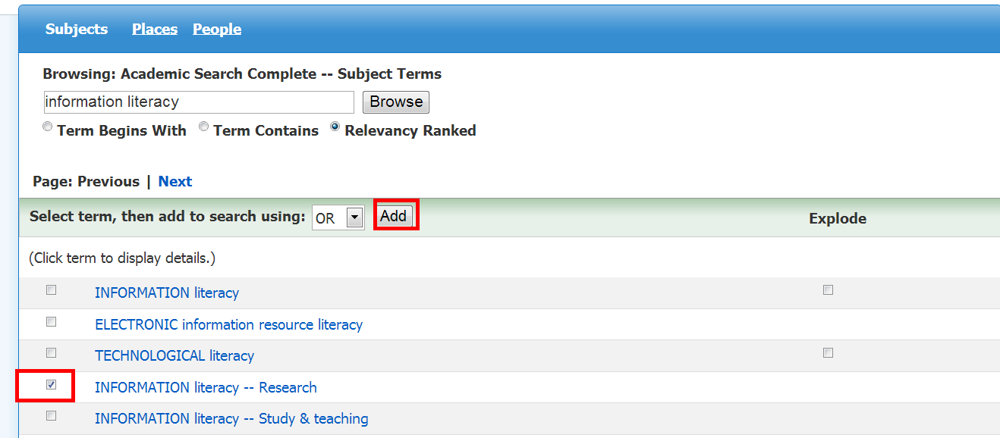 Subjects Places People
Browsing: Academic Search Complete -- Subject Terms
information literacy Browse
Term Begins With Term Contains Relevancy Ranked
Page: Previous | Next
Select term, then add to search using: OR Add Explode
(Click term to display details.)
INFORMATION literacy
ELECTRONIC information resource literacy
TECHNOLOGICAL literacy
INFORMATION literacy -- Research
INFORMATION literacy -- Study & teaching